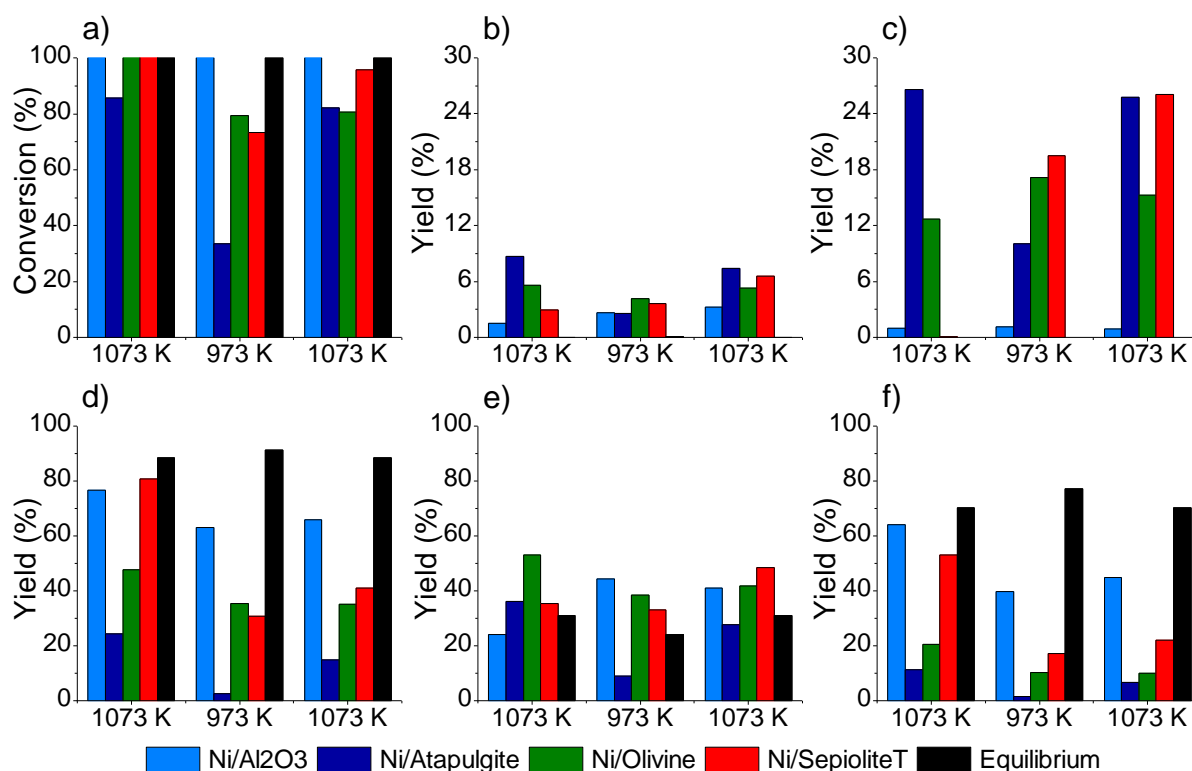 a)
b)
c)
Conversion (%)
100
80
60
40
20
0
1073 K 973 K 1073 K
Yield (%)
30
24
18
12
6
0
1073 K 973 K 1073 K
Yield (%)
30
24
18
12
6
0
1073 K 973 K 1073 K
d)
e)
f)
Yield (%)
100
80
60
40
20
0
1073 K 973 K 1073 K
Yield (%)
100
80
60
40
20
0
1073 K 973 K 1073 K
Yield (%)
100
80
60
40
20
0
1073 K 973 K 1073 K
Ni/Al2O3 Ni/Atapulgite Ni/Olivine Ni/SepioliteT Equilibrium